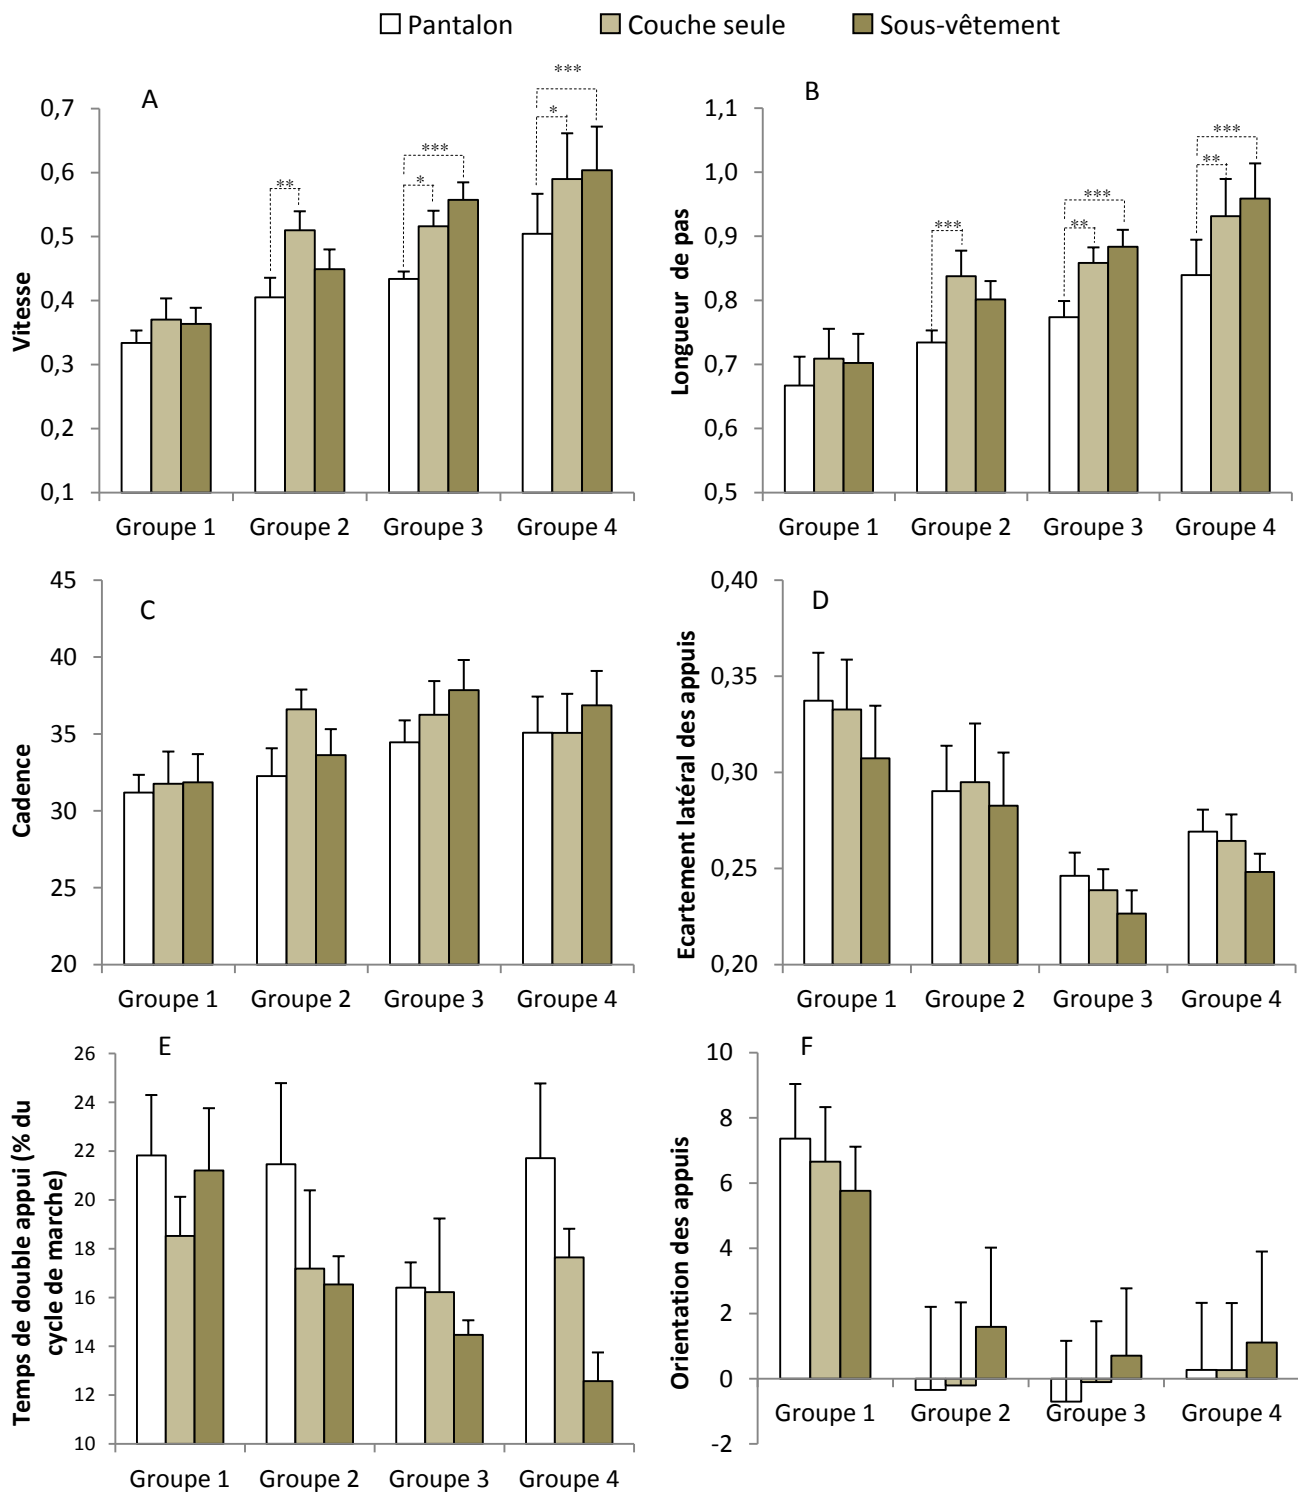 Pantalon Couche seule Sous-vêtement
A
***
*
***
*
**
Vitesse
0,7
0,6
0,5
0,4
0,3
0,2
0,1
Groupe 1 Groupe 2 Groupe 3 Groupe 4
B
***
**
***
**
***
Longueur de pas
1,1
1,0
0,9
0,8
0,7
0,6
0,5
Groupe 1 Groupe 2 Groupe 3 Groupe 4
C
Cadence
45
40
35
30
25
20
Groupe 1 Groupe 2 Groupe 3 Groupe 4
D
Ecartement latéral des appuis
0,40
0,35
0,30
0,25
0,20
Groupe 1 Groupe 2 Groupe 3 Groupe 4
E
Temps de double appui (% du
cycle de marche)
26
24
22
20
18
16
14
12
10
Groupe 1 Groupe 2 Groupe 3 Groupe 4
F
Orientation des appuis
10
8
6
4
2
0
-2
Groupe 1 Groupe 2 Groupe 3 Groupe 4